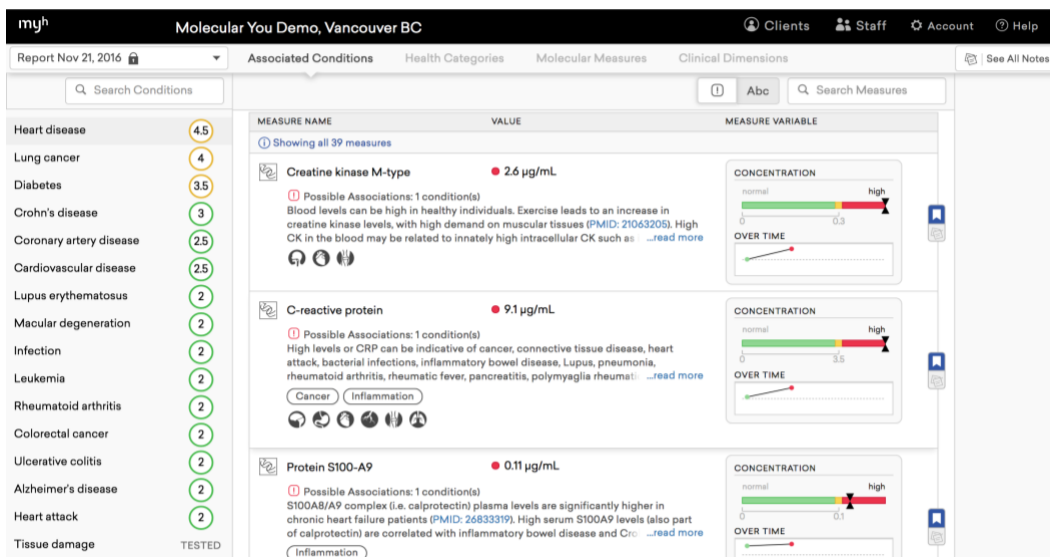 myh
Molecular You Demo, Vancouver BC
Clients
Staff
Account
Help
Report Nov 21, 2016
Associated Conditions
Health Categories
Molecular Measures
Clinical Dimensions
See All Notes
Search Conditions
Abc
Search Measures
Heart disease 4.5
Lung cancer 4
Diabetes 3.5
Crohn's disease 3
Coronary artery disease 2.5
Cardiovascular disease 2.5
Lupus erythematosus 2
Macular degeneration 2
Infection 2
Leukemia 2
Rheumatoid arthritis 2
Colorectal cancer 2
Ulcerative colitis 2
Alzheimer's disease 2
Heart attack 2
Tissue damage TESTED
MEASURE NAME VALUE MEASURE VARIABLE
Showing all 39 measures
Creatine kinase M-type 2.6 µg/mL
Possible Associations: 1 condition(s)
Blood levels can be high in healthy individuals. Exercise leads to an increase in
creatine kinase levels, with high demand on muscular tissues (PMID: 21063205). High
CK in the blood may be related to innately high intracellular CK such as ...read more
CONCENTRATION
normal high
0 0.3
OVER TIME
C-reactive protein 9.1 µg/mL
Possible Associations: 1 condition(s)
High levels or CRP can be indicative of cancer, connective tissue disease, heart
attack, bacterial infections, inflammatory bowel disease, Lupus, pneumonia,
rheumatoid arthritis, rheumatic fever, pancreatitis, polymyaglia rheumati ...read more
Cancer Inflammation
CONCENTRATION
normal high
0 3.5
OVER TIME
Protein S100-A9 0.11 µg/mL
Possible Associations: 1 condition(s)
S100A8/A9 complex (i.e. calprotectin) plasma levels are significantly higher in
chronic heart failure patients (PMID: 26833319). High serum S100A9 levels (also part
of calprotectin) are correlated with inflammatory bowel disease and Cro ...read more
Inflammation
CONCENTRATION
normal high
0 0.1
OVER TIME